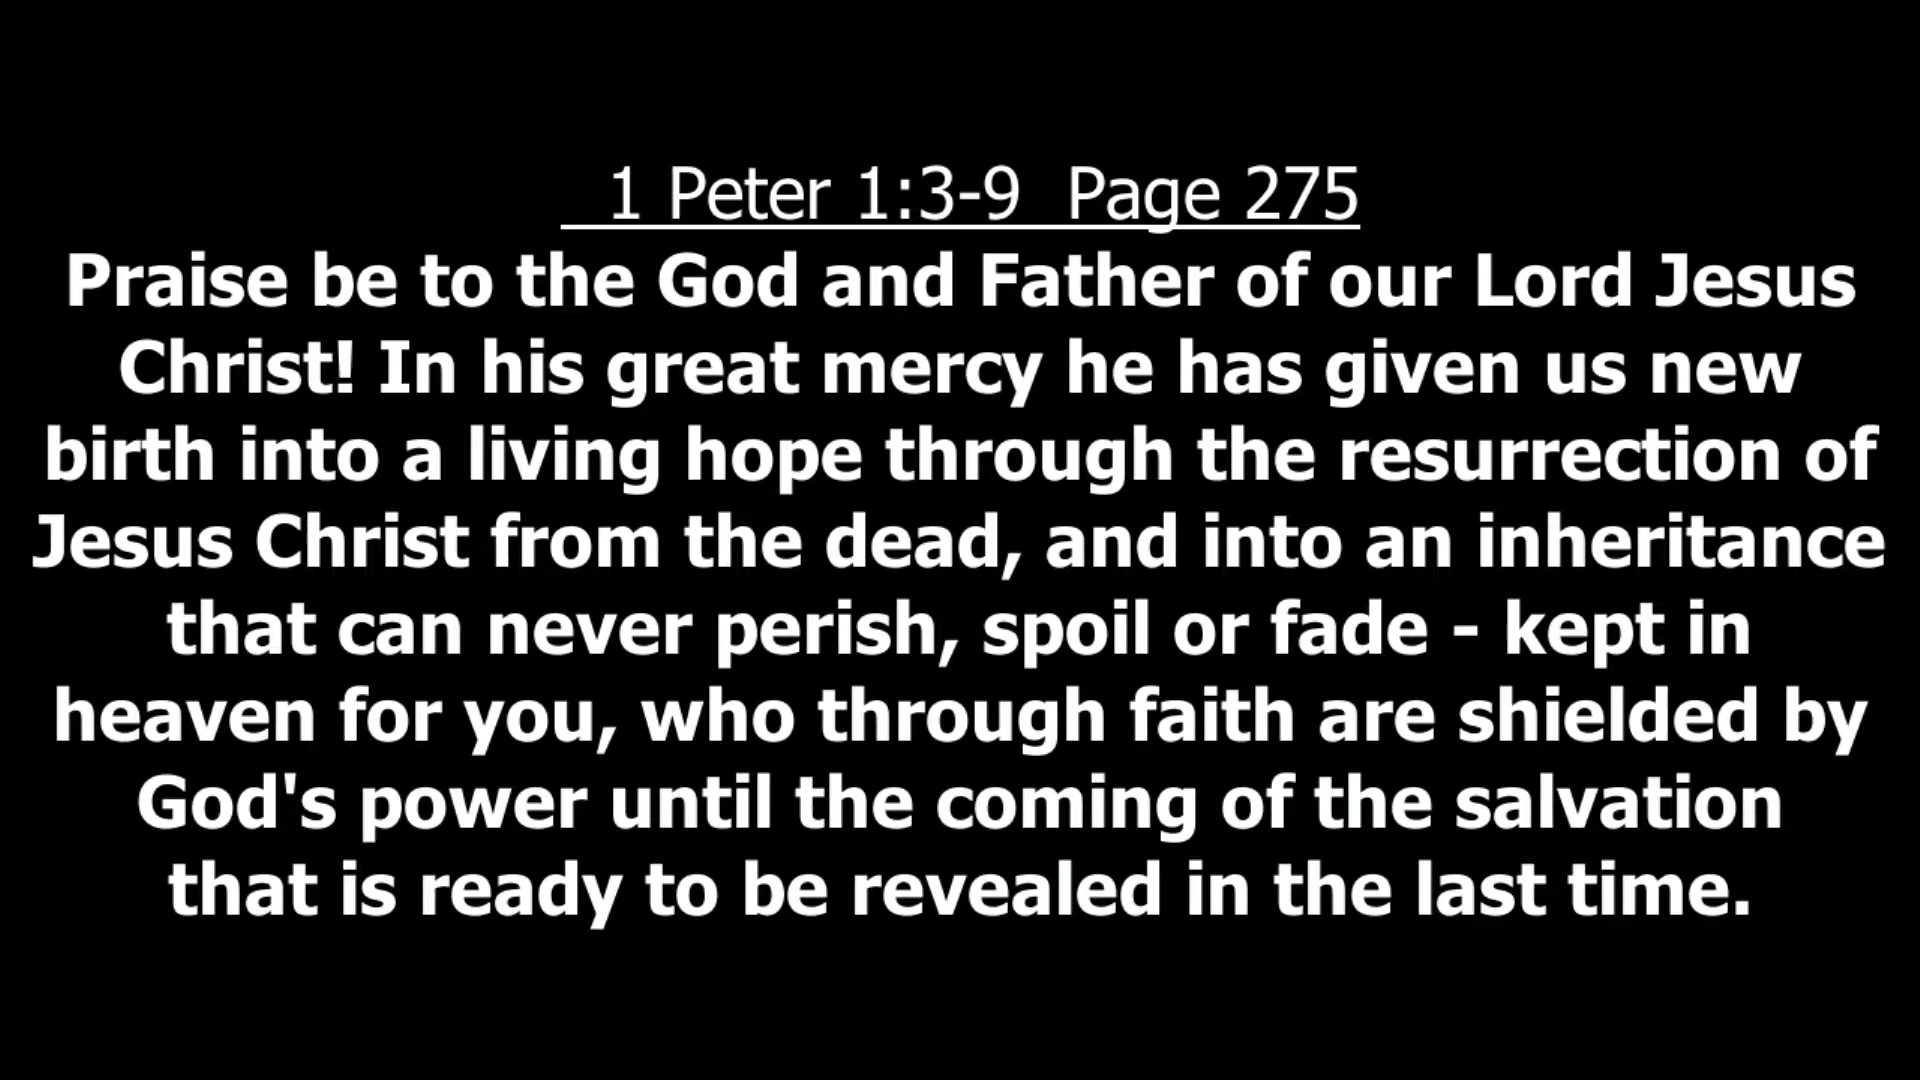 1 Peter 1:3-9  Page 275
Praise be to the God and Father of our Lord Jesus
Christ! In his great mercy he has given us new
birth into a living hope through the resurrection of
Jesus Christ from the dead, and into an inheritance
that can never perish, spoil or fade - kept in
heaven for you, who through faith are shielded by
God's power until the coming of the salvation
that is ready to be revealed in the last time.